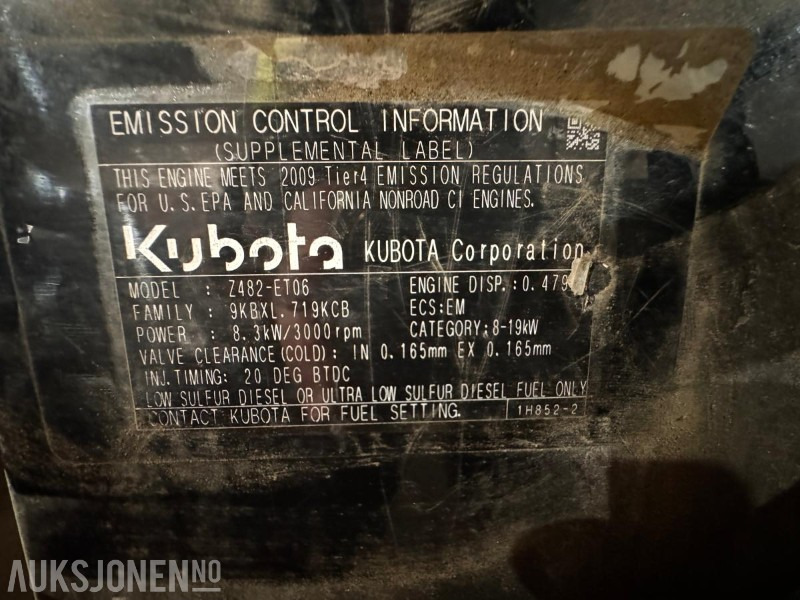 EMISSION CONTROL INFORMATION
(SUPPLEMENTAL LABEL)
THIS ENGINE MEETS 2009 Tier4 EMISSION REGULATIONS
FOR U.S.EPA AND CALIFORNIA NONROAD CI ENGINES.
Kubota KUBOTA Corporation
MODEL : Z482-ET06 ENGINE DISP.:0.479
FAMILY : 9KBXL.719KCB ECS:EM
POWER : 8.3kW/3000rpm CATEGORY:8-19kW
VALVE CLEARANCE(COLD): IN 0.165mm EX 0.165mm
INJ.TIMING: 20 DEG BTDC
LOW SULFUR DIESEL OR ULTRA LOW SULFUR DIESEL FUEL ONLY
CONTACT KUBOTA FOR FUEL SETTING. 1H852-2
AUKSJONEN.NO